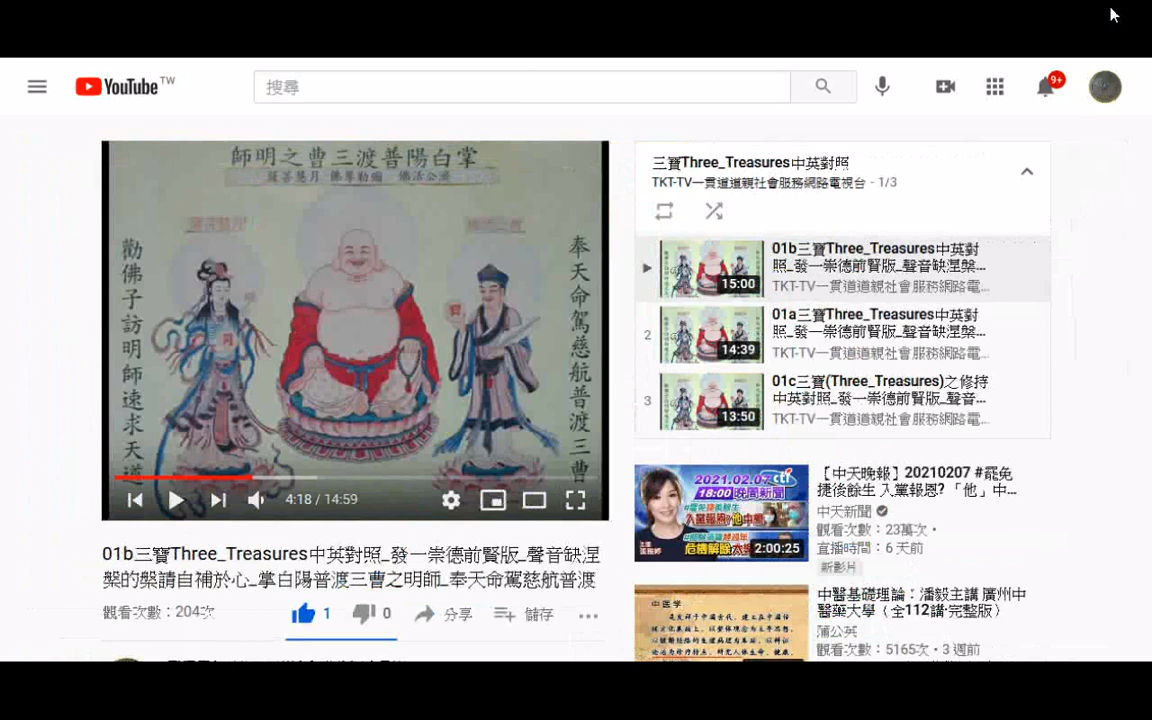 YouTube TW
搜尋
9+
師明之曹三渡普陽白掌
勸佛子訪明師速求天道
奉天命駕慈航普渡三曹
4:18 / 14:59
01b三寶Three_Treasures中英對照_發一崇德前賢版_聲音缺涅
槃的槃請自補於心_掌白陽普渡三曹之明師_奉天命駕慈航普渡
觀看次數：204次
1
0
分享
儲存
三寶Three_Treasures中英對照
TKT-TV一貫道道親社會服務網路電視台 - 1/3
15:00
01b三寶Three_Treasures中英對
照_發一崇德前賢版_聲音缺涅槃...
TKT-TV一貫道道親社會服務網路電...
2
14:39
01a三寶Three_Treasures中英對
照_發一崇德前賢版_聲音缺涅槃...
TKT-TV一貫道道親社會服務網路電...
3
13:50
01c三寶(Three_Treasures)之修持
中英對照_發一崇德前賢版_聲音...
TKT-TV一貫道道親社會服務網路電...
2021.02.07 cti
18:00晚間新聞
2:00:25
【中天晚報】20210207 #罷免
捷後餘生 入黨報恩？「他」中...
中天新聞
觀看次數：23萬次・
直播時間：6 天前
新影片
中医学
中醫基礎理論：潘毅主講 廣州中
醫藥大學（全112講·完整版）
蒲公英
觀看次數：5165次・3 週前